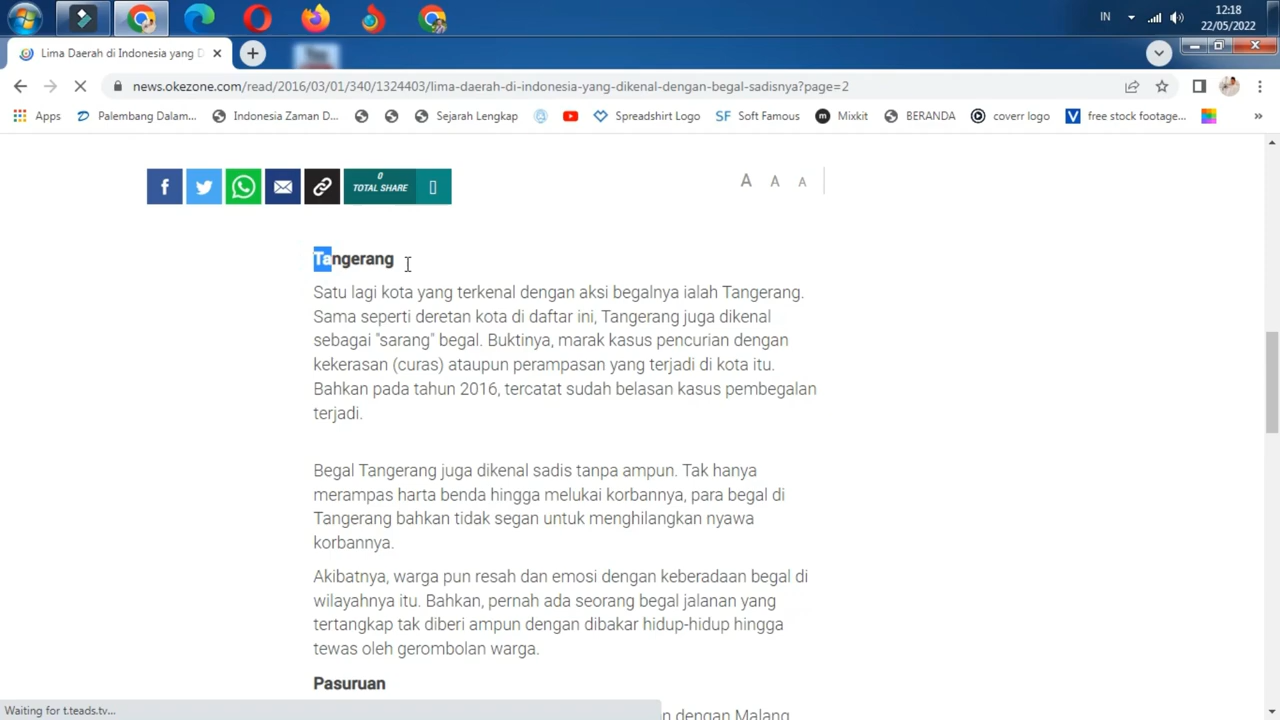 12:18
IN
22/05/2022
Lima Daerah di Indonesia yang D
news.okezone.com/read/2016/03/01/340/1324403/lima-daerah-di-indonesia-yang-dikenal-dengan-begal-sadisnya?page=2
Apps Palembang Dalam... Indonesia Zaman D... Sejarah Lengkap Spreadshirt Logo SF Soft Famous m Mixkit BERANDA coverr logo V free stock footage... »
f 0 TOTAL SHARE A A A
Tangerang
Satu lagi kota yang terkenal dengan aksi begalnya ialah Tangerang.
Sama seperti deretan kota di daftar ini, Tangerang juga dikenal
sebagai "sarang" begal. Buktinya, marak kasus pencurian dengan
kekerasan (curas) ataupun perampasan yang terjadi di kota itu.
Bahkan pada tahun 2016, tercatat sudah belasan kasus pembegalan
terjadi.
Begal Tangerang juga dikenal sadis tanpa ampun. Tak hanya
merampas harta benda hingga melukai korbannya, para begal di
Tangerang bahkan tidak segan untuk menghilangkan nyawa
korbannya.
Akibatnya, warga pun resah dan emosi dengan keberadaan begal di
wilayahnya itu. Bahkan, pernah ada seorang begal jalanan yang
tertangkap tak diberi ampun dengan dibakar hidup-hidup hingga
tewas oleh gerombolan warga.
Pasuruan
Waiting for t.teads.tv...
n dengan Malang